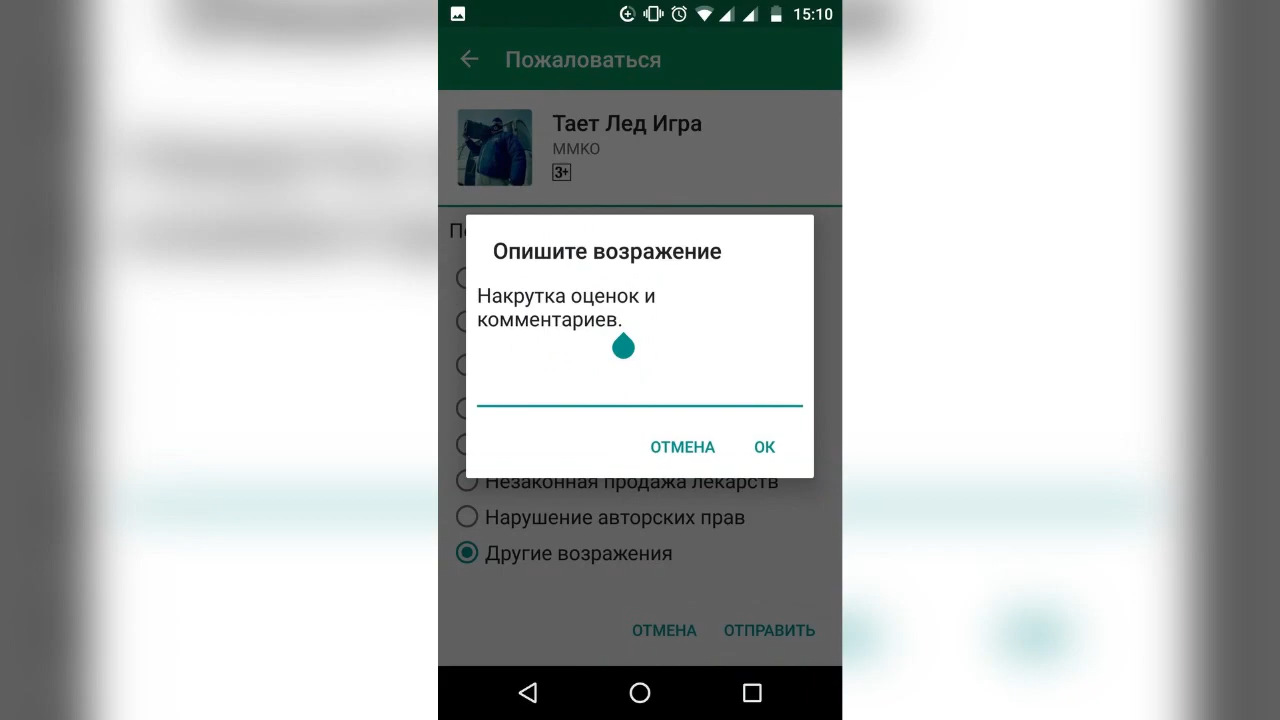 15:10
Пожаловаться
Тает Лед Игра
MMKO
3+
Опишите возражение
Накрутка оценок и
комментариев.
ОТМЕНА ОК
Незаконная продажа лекарств
Нарушение авторских прав
Другие возражения
ОТМЕНА ОТПРАВИТЬ